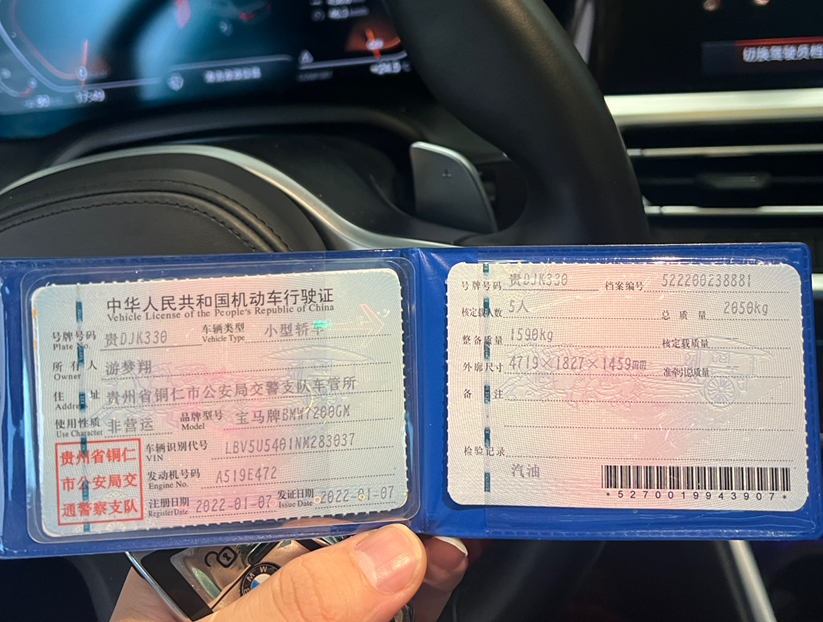 切换驾驶员档
17:49
中华人民共和国机动车行驶证
Vehicle License of the People's Republic of China
号牌号码 贵DJK330 车辆类型 小型轿车
Plate No. Vehicle Type
所有人 游梦翔
Owner
住址 贵州省铜仁市公安局交警支队车管所
Address
使用性质 非营运 品牌型号 宝马牌BMW7200GM
Use Character Model
贵州省铜仁
市公安局交
通警察支队
车辆识别代号 LBV5U5401NM283037
VIN
发动机号码 A519E472
Engine No.
注册日期 2022-01-07 发证日期 2022-01-07
Register Date Issue Date
号牌号码 贵DJK330 档案编号 522200238881
核定载人数 5人 总质量 2050kg
整备质量 1590kg 核定载质量
外廓尺寸 4719×1827×1459mm 准牵引总质量
备注
检验记录
汽油
*5270019943907*
BMW